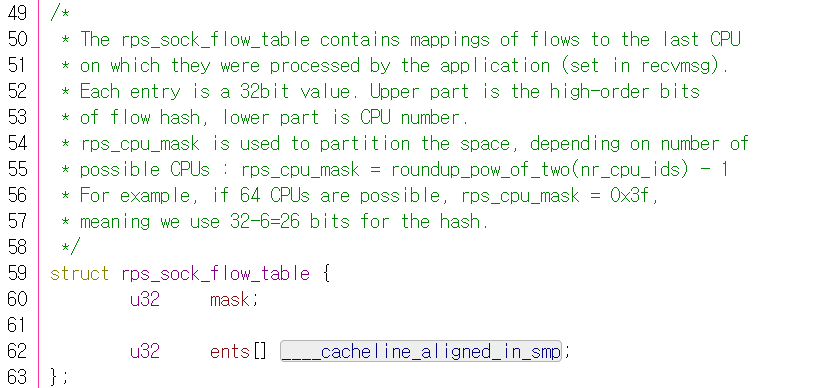 49 /*
50  * The rps_sock_flow_table contains mappings of flows to the last CPU
51  * on which they were processed by the application (set in recvmsg).
52  * Each entry is a 32bit value. Upper part is the high-order bits
53  * of flow hash, lower part is CPU number.
54  * rps_cpu_mask is used to partition the space, depending on number of
55  * possible CPUs : rps_cpu_mask = roundup_pow_of_two(nr_cpu_ids) - 1
56  * For example, if 64 CPUs are possible, rps_cpu_mask = 0x3f,
57  * meaning we use 32-6=26 bits for the hash.
58  */
59 struct rps_sock_flow_table {
60         u32     mask;
61
62         u32     ents[] ____cacheline_aligned_in_smp;
63 };